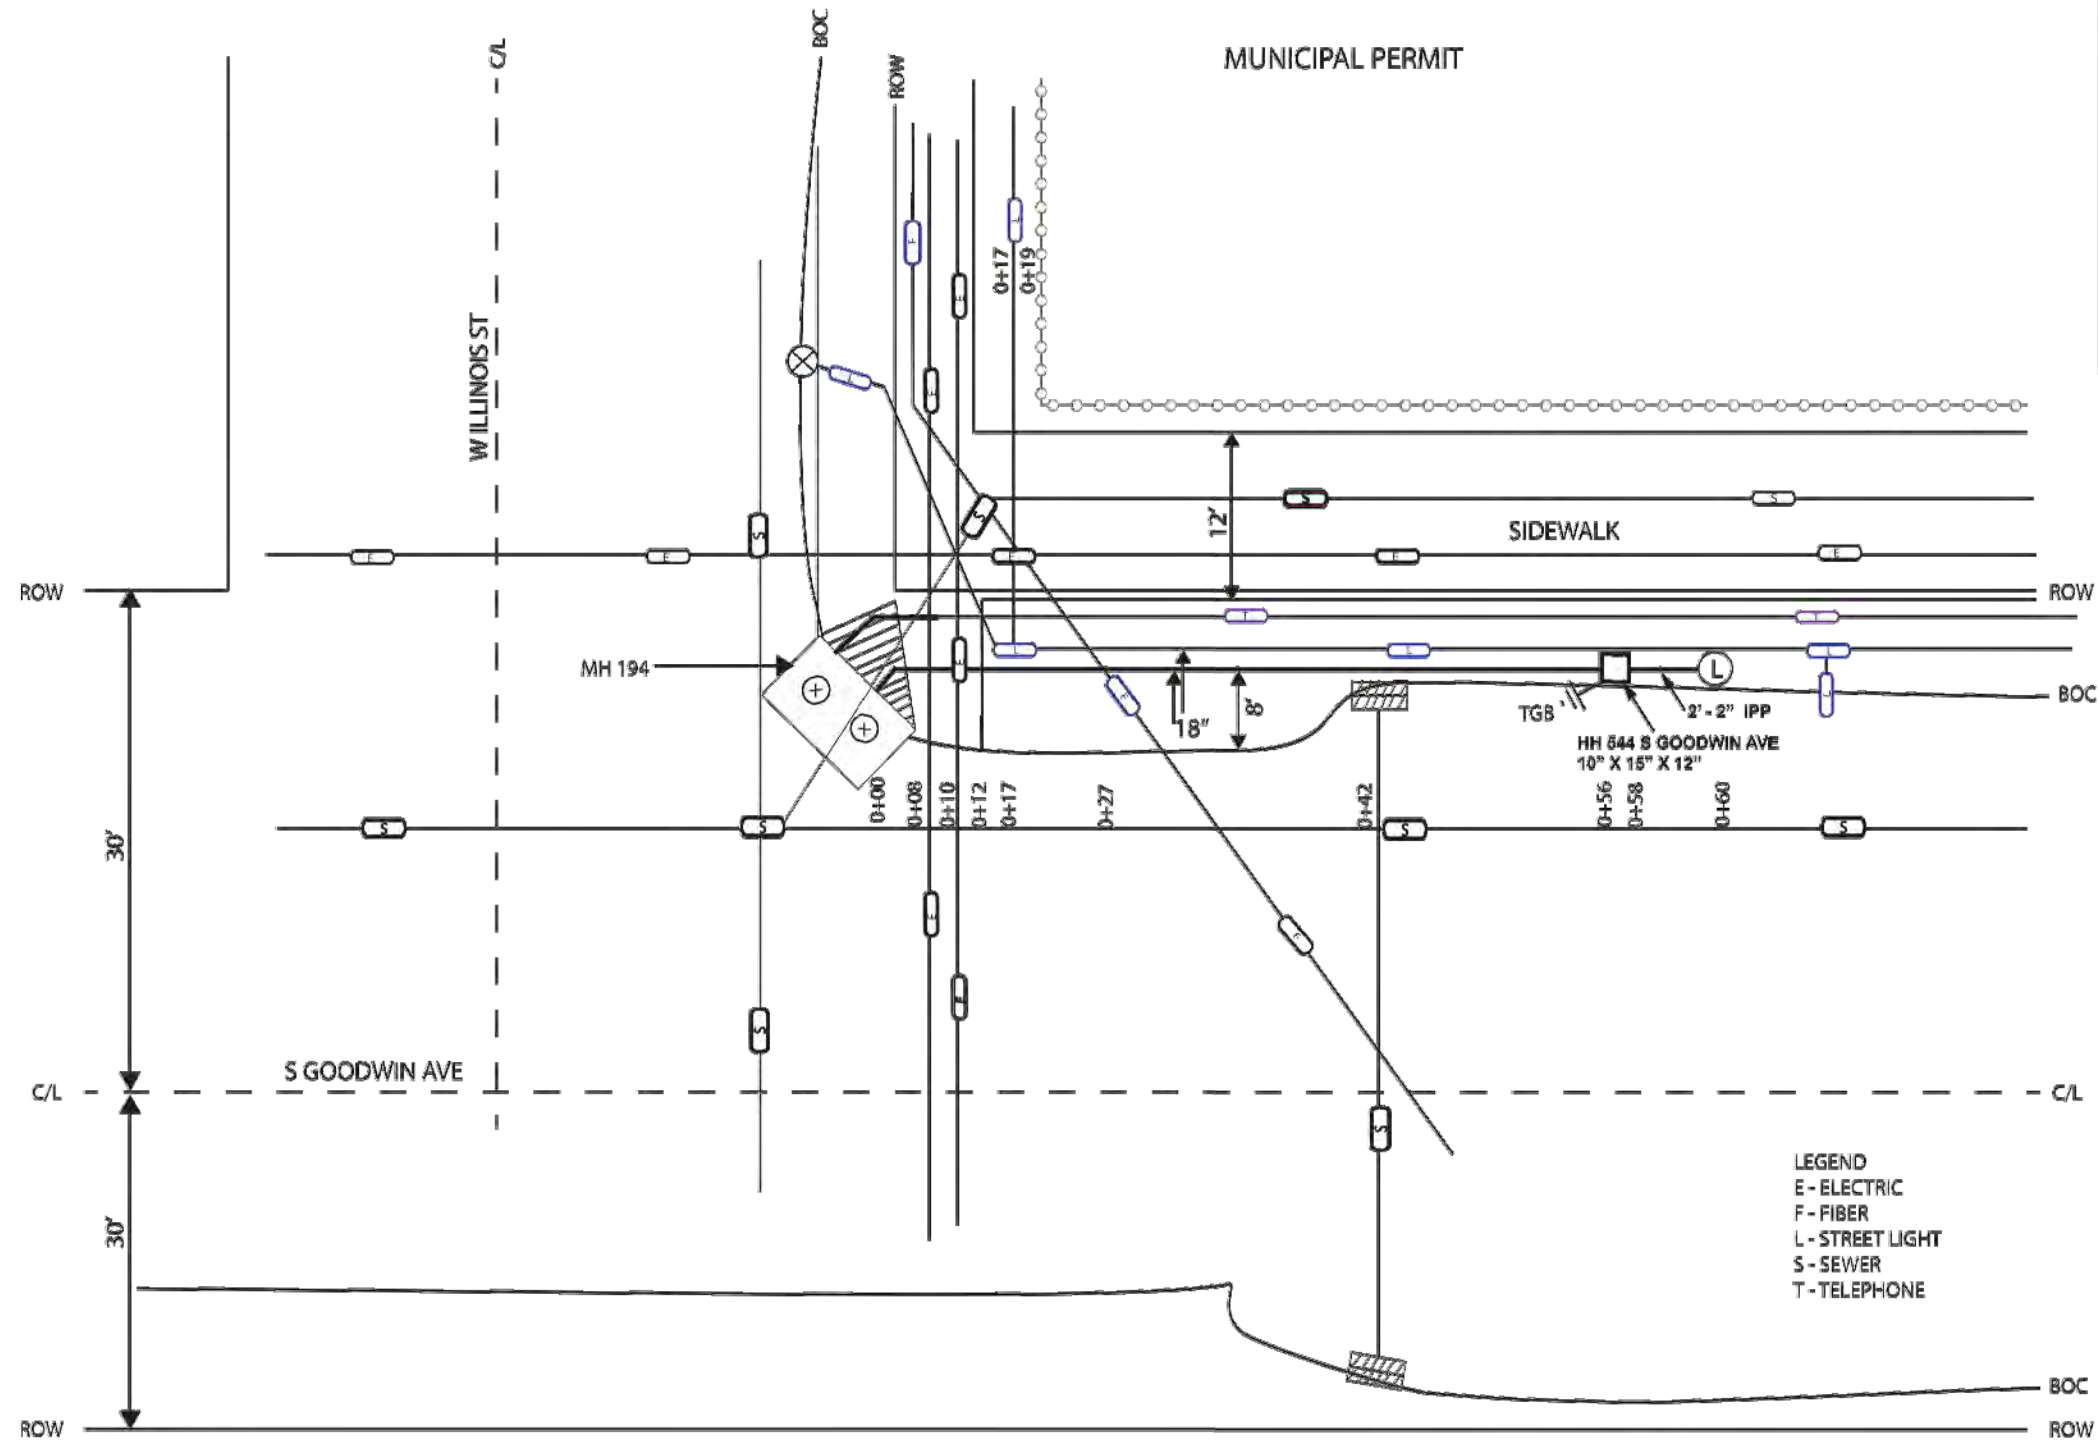 C/L
BOC
ROW
MUNICIPAL PERMIT
W ILLINOIS ST
F
E
L
0+17
0+19
L
E
S
S
S
S
SIDEWALK
12'
E
E
E
E
E
ROW
ROW
T
T
MH 194
E
L
L
L
L
L
F
18"
8'
TGB
2' - 2" IPP
BOC
HH 544 S GOODWIN AVE
10" X 15" X 12"
0+00
0+08
0+10
0+12
0+17
0+27
0+42
0+56
0+58
0+60
30'
S
S
S
S
E
F
E
S
S GOODWIN AVE
C/L
C/L
S
30'
LEGEND
E - ELECTRIC
F - FIBER
L - STREET LIGHT
S - SEWER
T - TELEPHONE
BOC
ROW
ROW